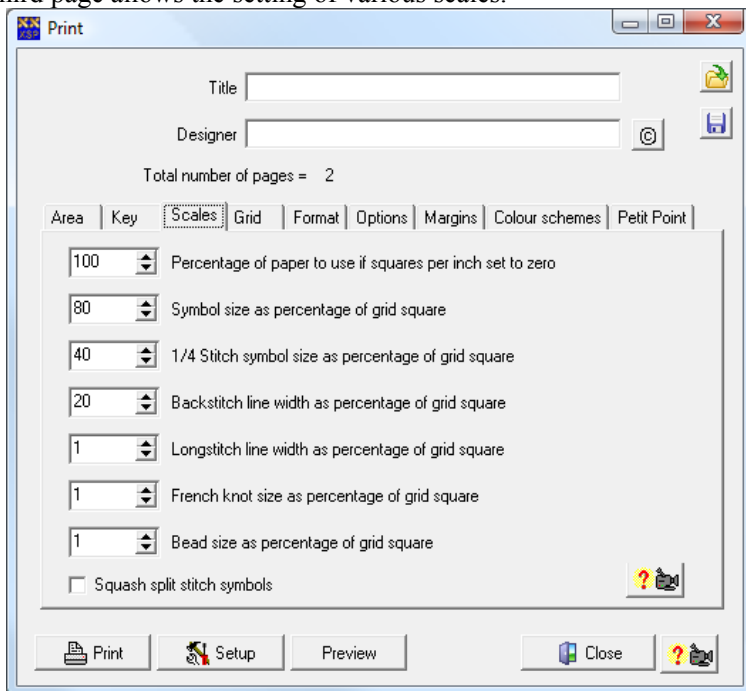 third page allows the setting of various scales.
XX
XSP
Print
X
Title
Designer
©
Total number of pages = 2
Area Key Scales Grid Format Options Margins Colour schemes Petit Point
100 Percentage of paper to use if squares per inch set to zero
80 Symbol size as percentage of grid square
40 1/4 Stitch symbol size as percentage of grid square
20 Backstitch line width as percentage of grid square
1 Longstitch line width as percentage of grid square
1 French knot size as percentage of grid square
1 Bead size as percentage of grid square
Squash split stitch symbols
?
Print Setup Preview Close ?